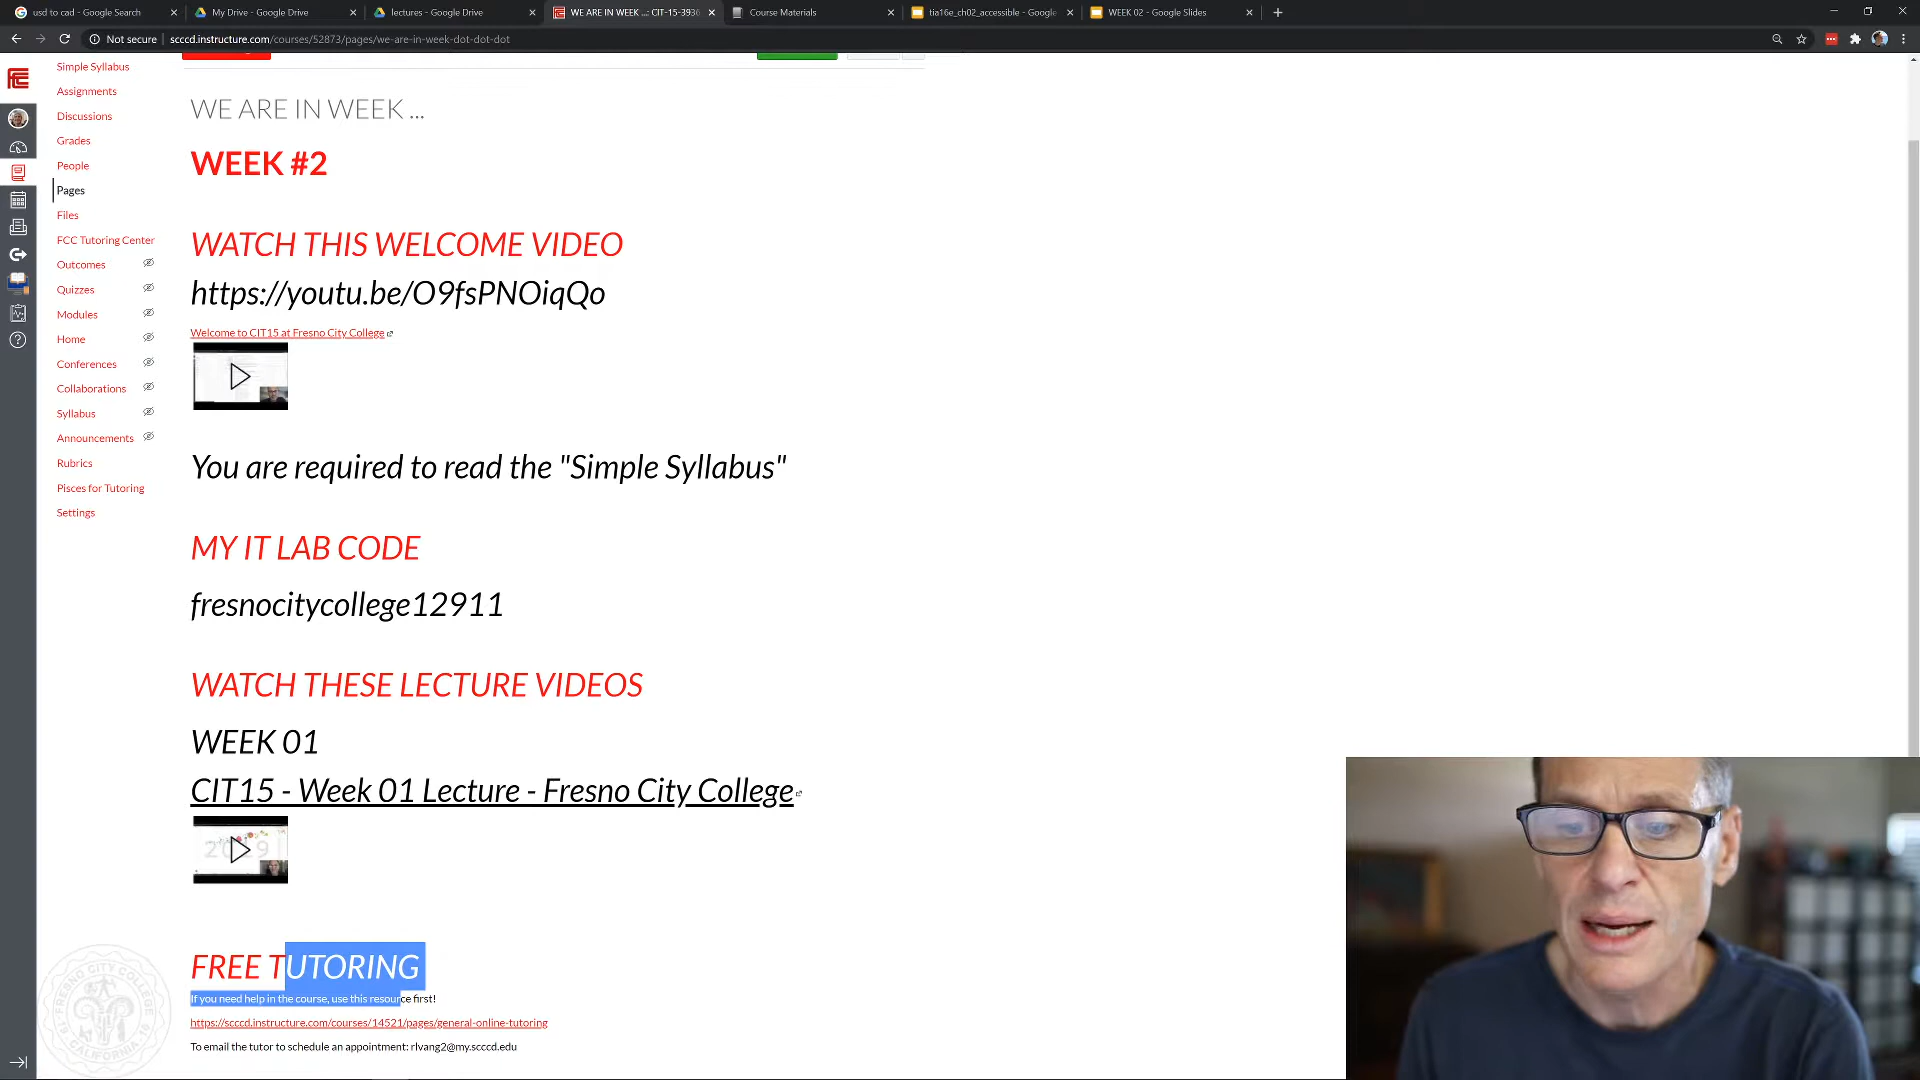 usd to cad - Google Search
My Drive - Google Drive
lectures - Google Drive
WE ARE IN WEEK ...: CIT-15-3936
Course Materials
tia16e_ch02_accessible - Google
WEEK 02 - Google Slides
Not secure
scccd.instructure.com/courses/52873/pages/we-are-in-week-dot-dot-dot
Simple Syllabus
Assignments
Discussions
Grades
People
Pages
Files
FCC Tutoring Center
Outcomes
Quizzes
Modules
Home
Conferences
Collaborations
Syllabus
Announcements
Rubrics
Pisces for Tutoring
Settings
WE ARE IN WEEK ...
WEEK #2
WATCH THIS WELCOME VIDEO
https://youtu.be/O9fsPNOiqQo
Welcome to CIT15 at Fresno City College
You are required to read the "Simple Syllabus"
MY IT LAB CODE
fresnocitycollege12911
WATCH THESE LECTURE VIDEOS
WEEK 01
CIT15 - Week 01 Lecture - Fresno City College
2019
FREE TUTORING
If you need help in the course, use this resource first!
https://scccd.instructure.com/courses/14521/pages/general-online-tutoring
To email the tutor to schedule an appointment: rlvang2@my.scccd.edu
FRESNO CITY COLLEGE
CALIFORNIA